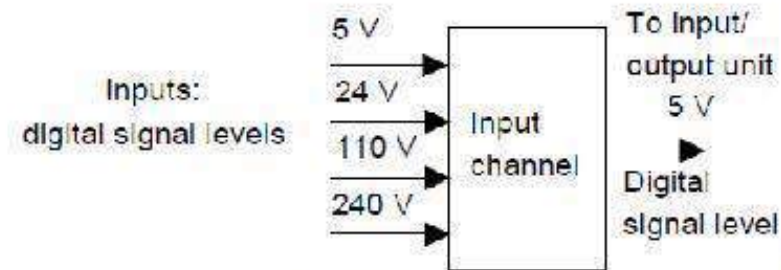 Inputs:
digital signal levels
5 V
24 V
110 V
240 V
Input
channel
To Input/
output unit
5 V
Digital
signal level